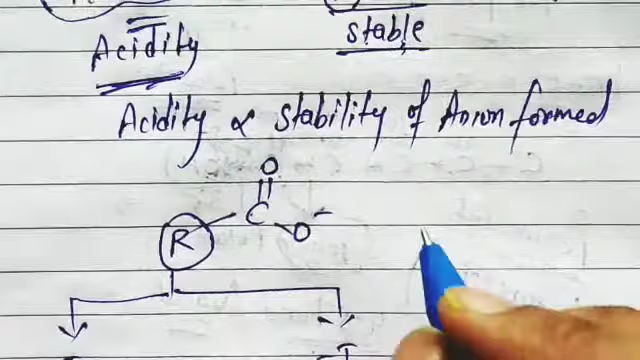 Acidity
stable
Acidity ∝ Stability of Anion formed
O
R C O⁻